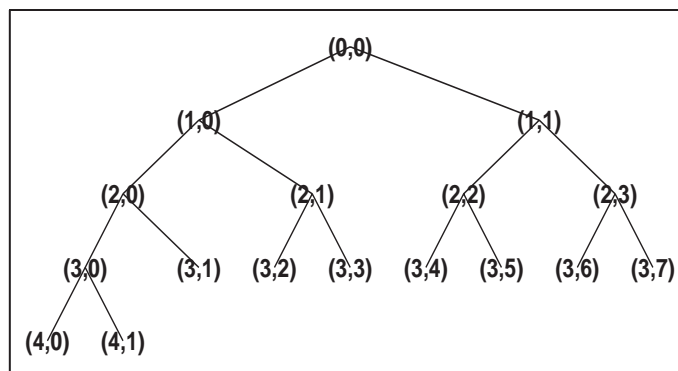 (0,0)
(1,0) (1,1)
(2,0) (2,1) (2,2) (2,3)
(3,0) (3,1) (3,2) (3,3) (3,4) (3,5) (3,6) (3,7)
(4,0) (4,1)